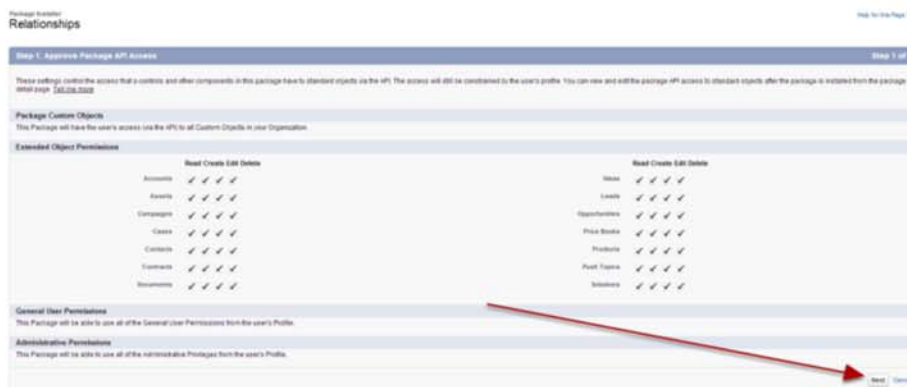 Package Installer
Relationships
Help for this Page
Step 1. Approve Package API Access
Step 1 of
These settings control the access that s-controls and other components in this package have to standard objects via the API. The access will still be constrained to the user's profile. You can view and edit the package API access to standard objects after the package is installed from the package
detail page. Tell me more
Package Custom Objects
This Package will have the user's access (via the API) to all Custom Objects in your Organization.
Extended Object Permissions
Read Create Edit Delete
Read Create Edit Delete
Accounts
Ideas
Assets
Leads
Campaigns
Opportunities
Cases
Price Books
Contacts
Products
Contracts
Push Topics
Documents
Solutions
General User Permissions
This Package will be able to use all of the General User Permissions from the user's Profile.
Administrative Permissions
This Package will be able to use all of the Administrative Privileges from the user's Profile.
Next